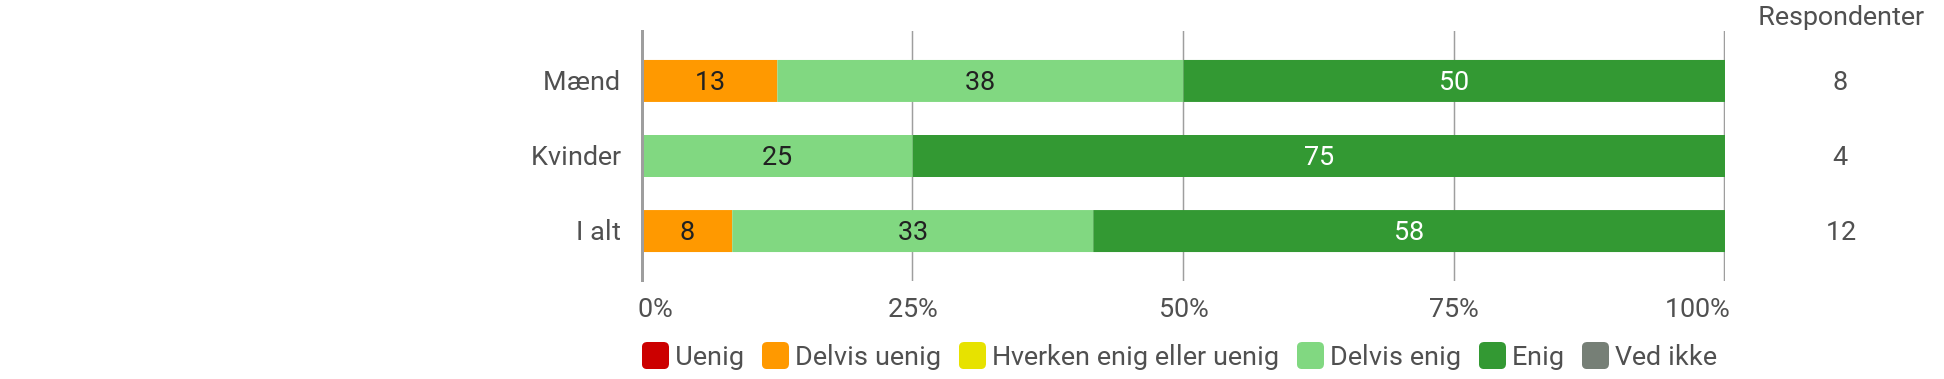 Respondenter
Mænd 13 38 50 8
Kvinder 25 75 4
I alt 8 33 58 12
0% 25% 50% 75% 100%
Uenig Delvis uenig Hverken enig eller uenig Delvis enig Enig Ved ikke